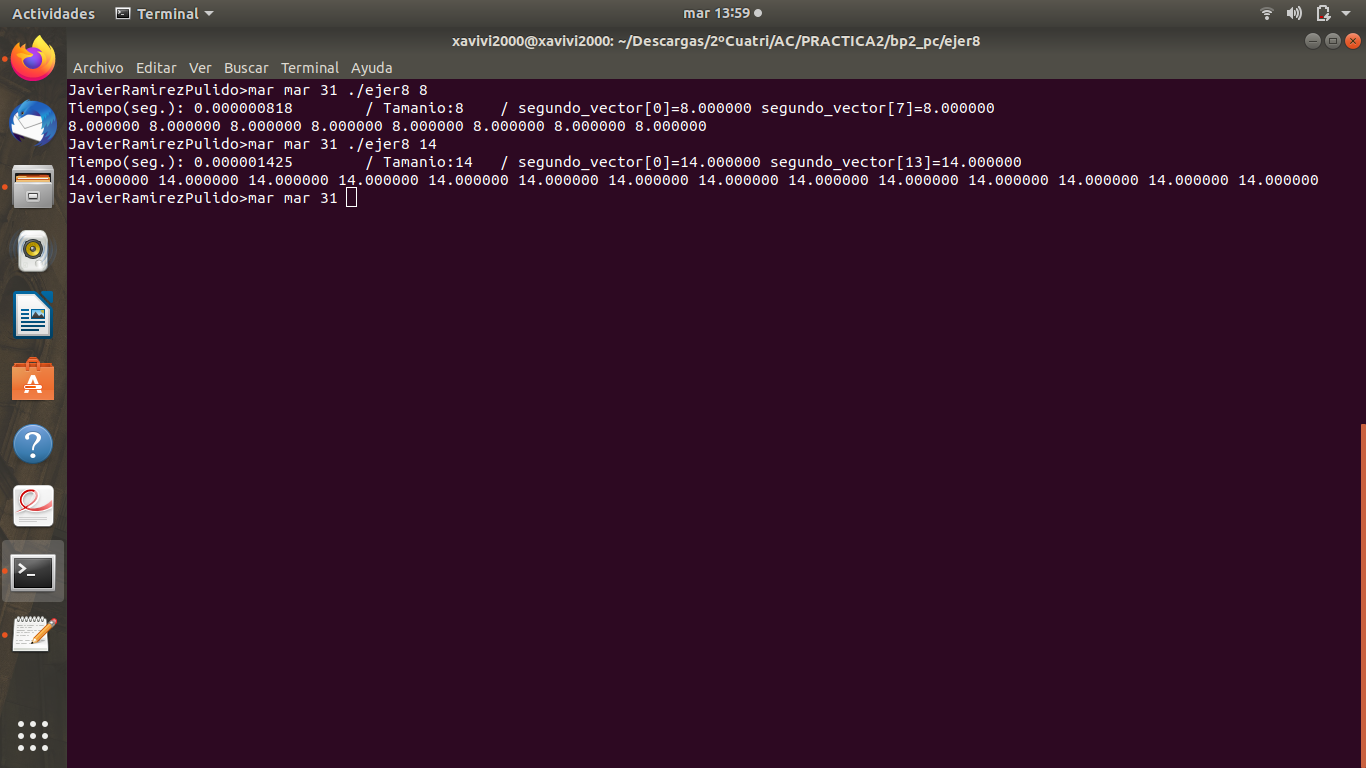 Actividades Terminal mar 13:59
xavivi2000@xavivi2000: ~/Descargas/2ºCuatri/AC/PRACTICA2/bp2_pc/ejer8
Archivo Editar Ver Buscar Terminal Ayuda
JavierRamirezPulido>mar mar 31 ./ejer8 8
Tiempo(seg.): 0.000000818 / Tamanio:8 / segundo_vector[0]=8.000000 segundo_vector[7]=8.000000
8.000000 8.000000 8.000000 8.000000 8.000000 8.000000 8.000000 8.000000
JavierRamirezPulido>mar mar 31 ./ejer8 14
Tiempo(seg.): 0.000001425 / Tamanio:14 / segundo_vector[0]=14.000000 segundo_vector[13]=14.000000
14.000000 14.000000 14.000000 14.000000 14.000000 14.000000 14.000000 14.000000 14.000000 14.000000 14.000000 14.000000 14.000000 14.000000
JavierRamirezPulido>mar mar 31